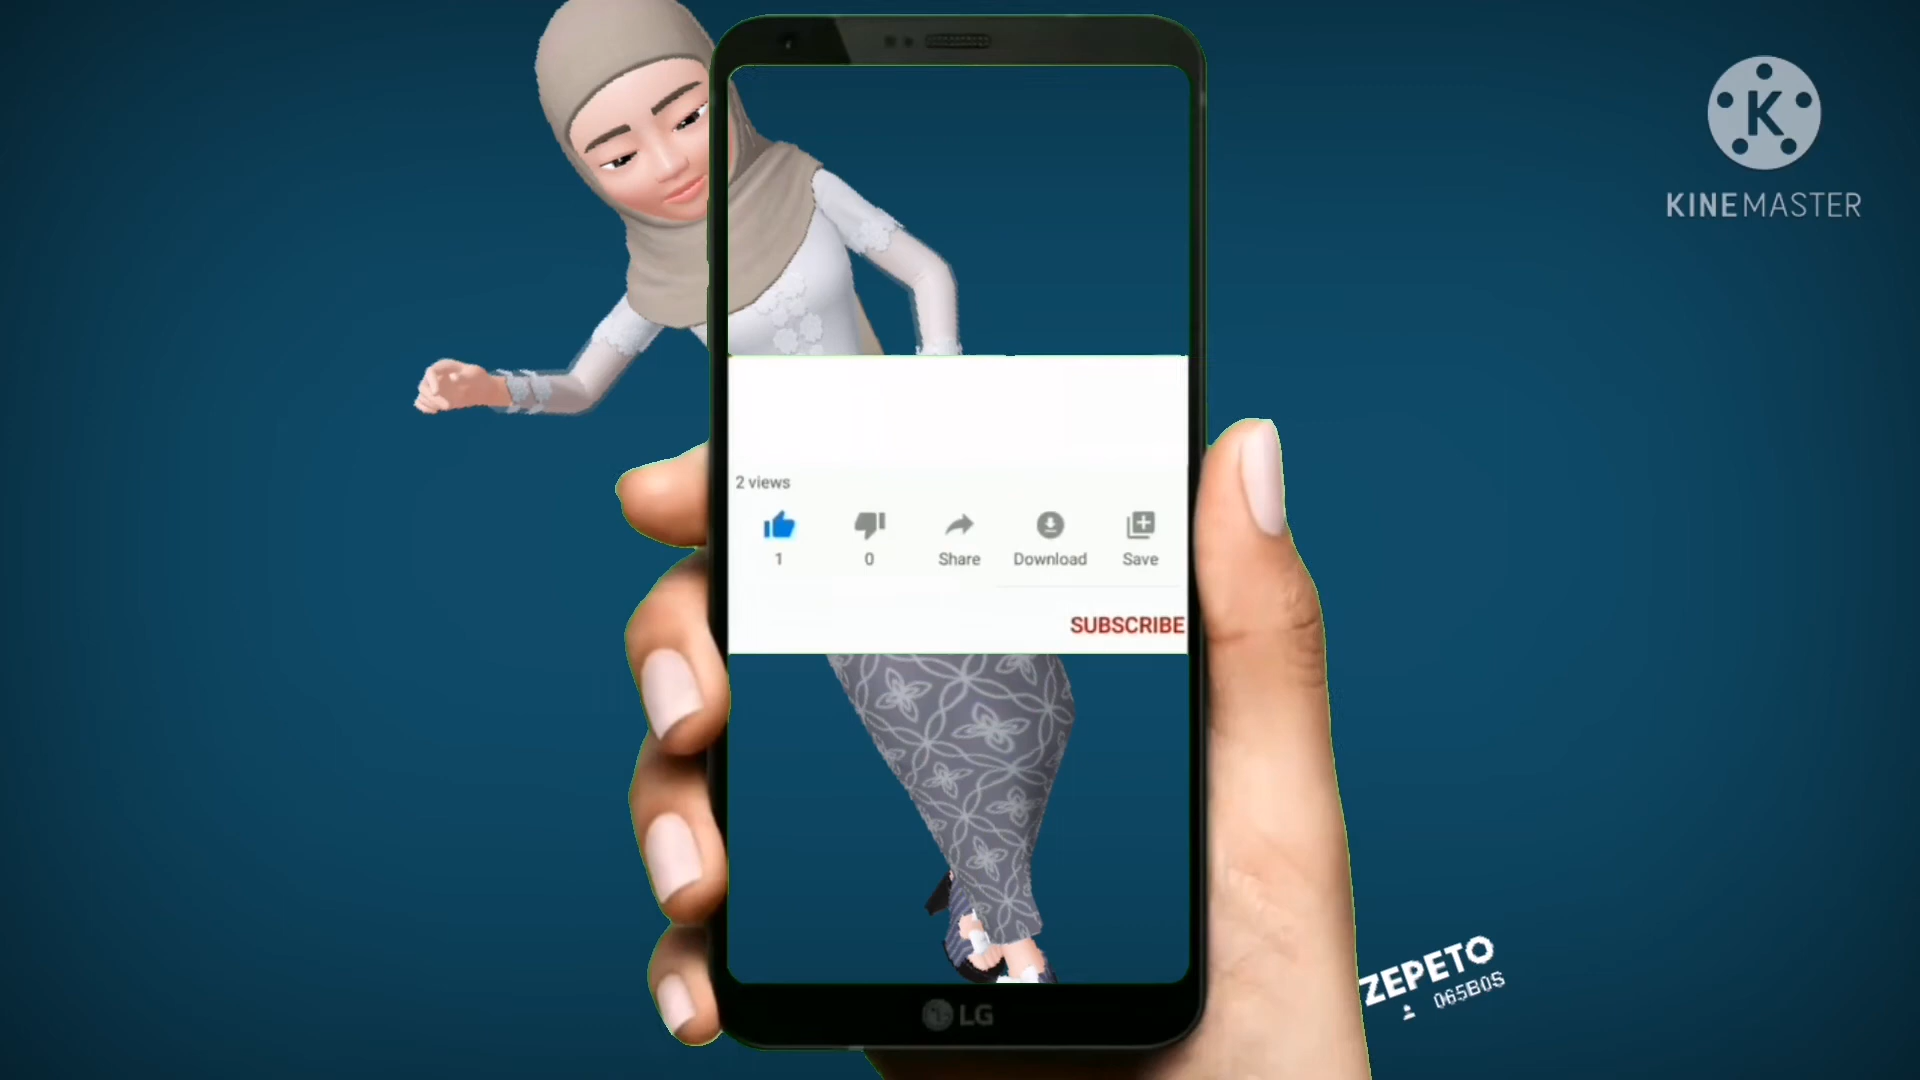 K
KINEMASTER
2 views
1
0
Share
Download
Save
SUBSCRIBE
ZEPETO
065B0S
LG